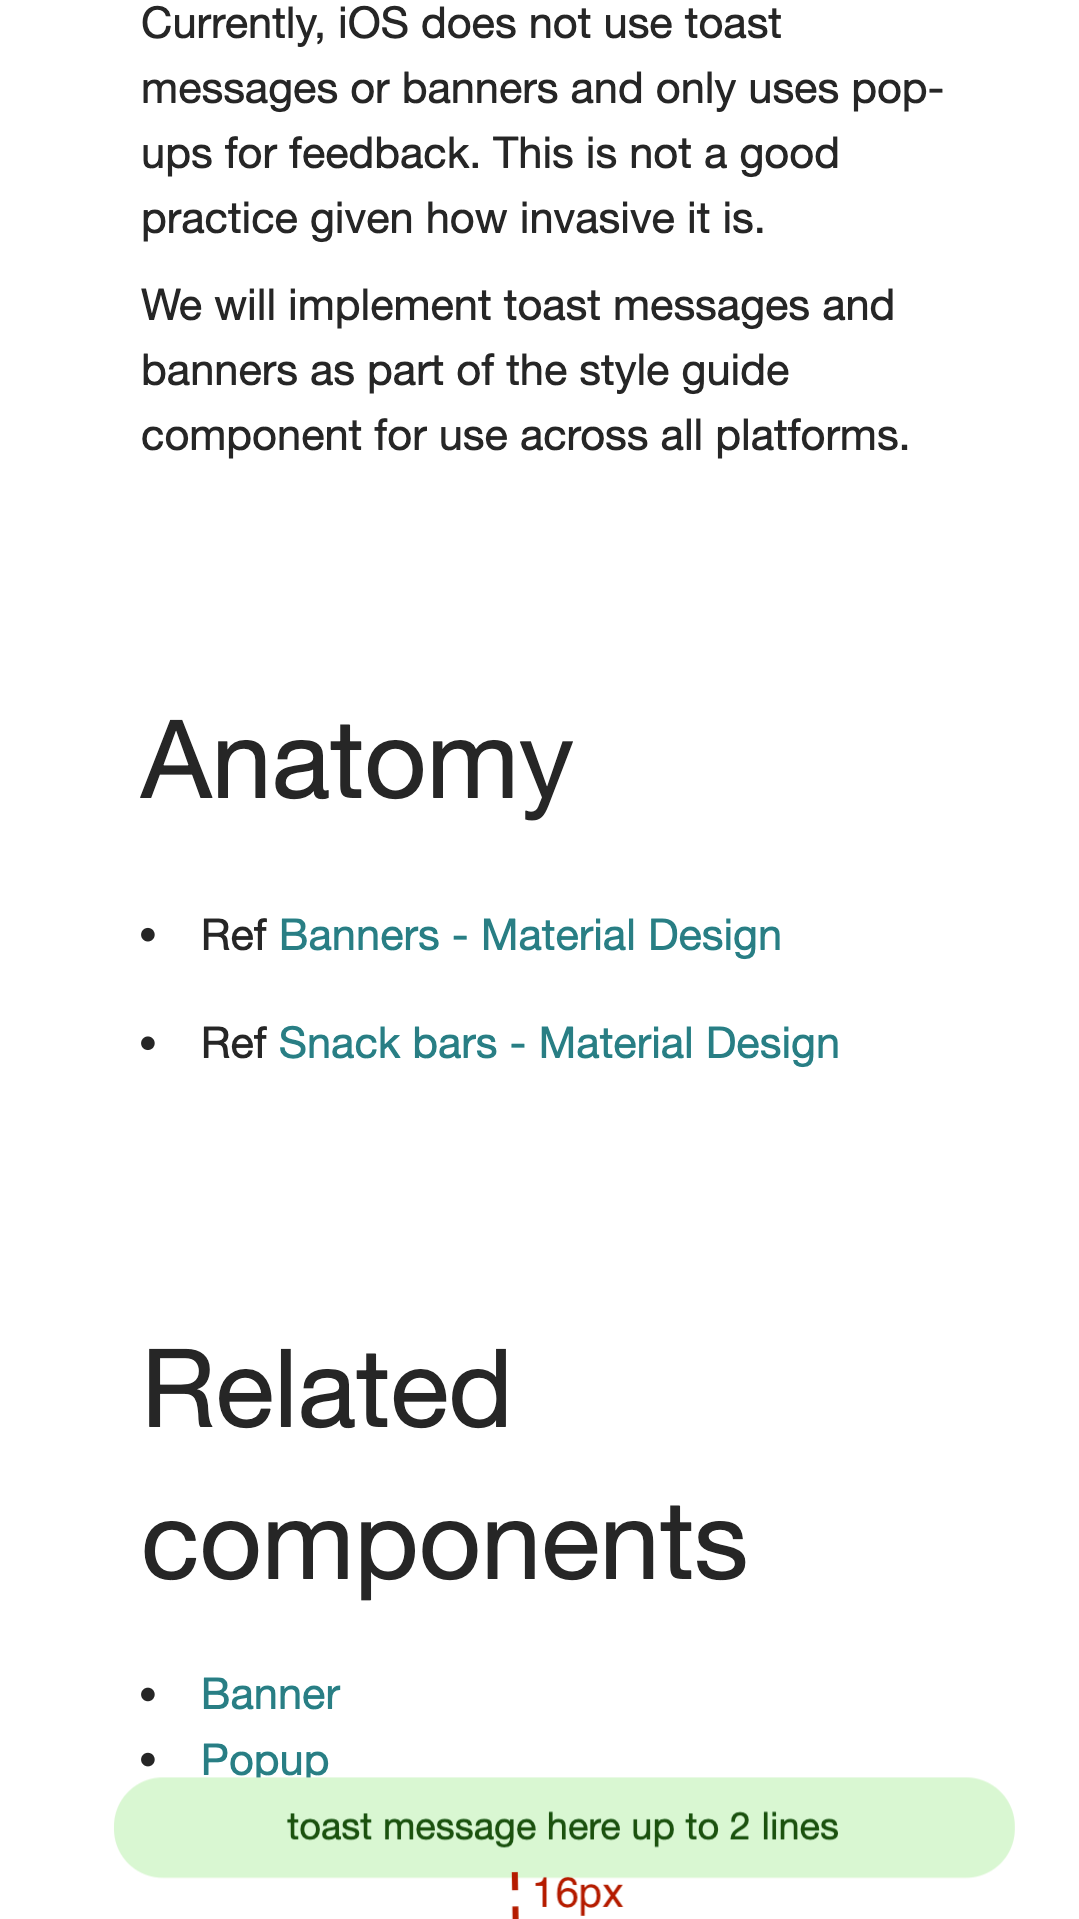 Currently, iOS does not use toast
messages or banners and only uses pop-
ups for feedback. This is not a good
practice given how invasive it is.
We will implement toast messages and
banners as part of the style guide
component for use across all platforms.
Anatomy
• Ref Banners - Material Design
• Ref Snack bars - Material Design
Related
components
• Banner
• Popup
toast message here up to 2 lines
16px